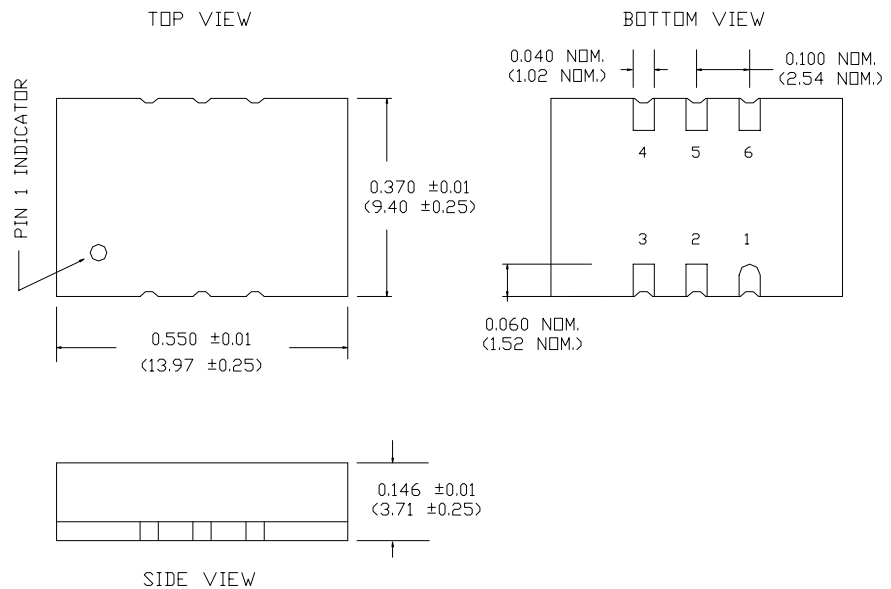 TOP VIEW
PIN 1 INDICATOR
0.370 ±0.01
(9.40 ±0.25)
0.550 ±0.01
(13.97 ±0.25)
BOTTOM VIEW
0.040 NOM.
(1.02 NOM.)
0.100 NOM.
(2.54 NOM.)
4 5 6
3 2 1
0.060 NOM.
(1.52 NOM.)
0.146 ±0.01
(3.71 ±0.25)
SIDE VIEW